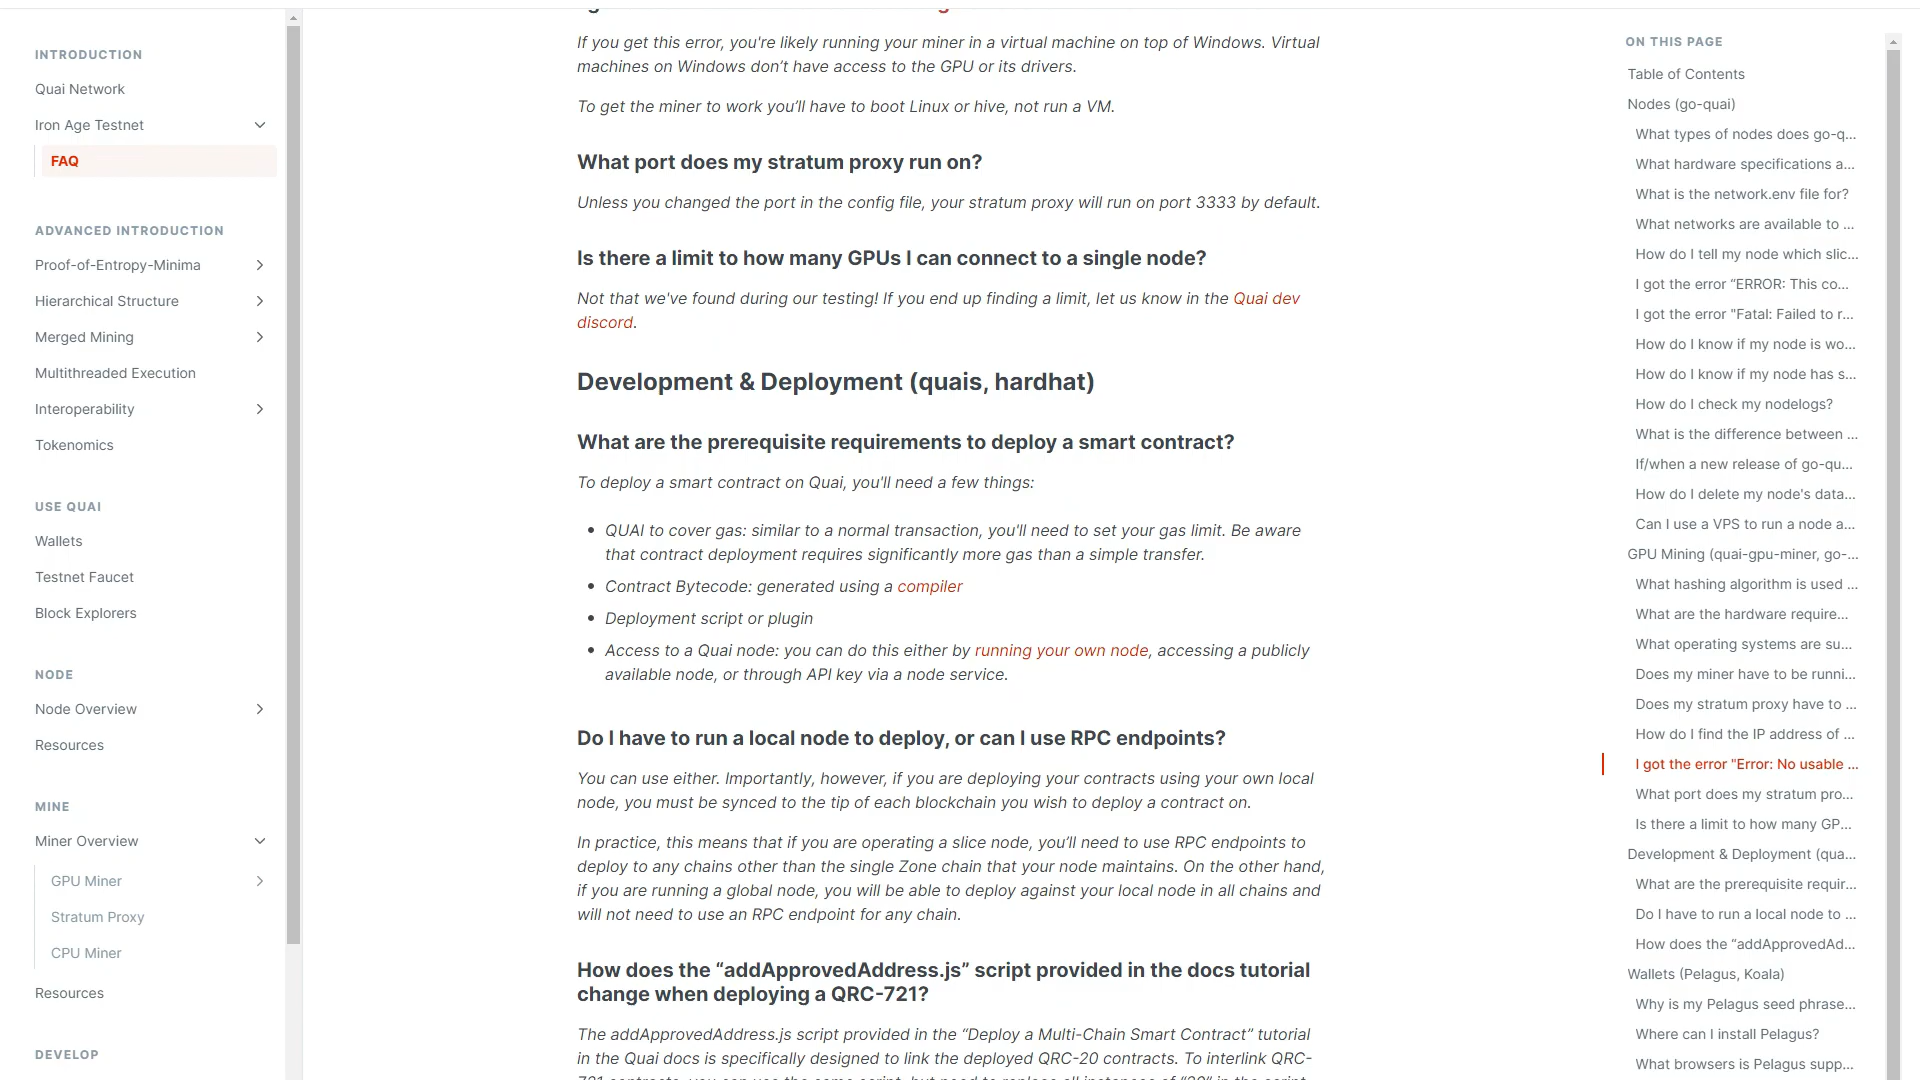 INTRODUCTION
Quai Network
Iron Age Testnet
FAQ
ADVANCED INTRODUCTION
Proof-of-Entropy-Minima
Hierarchical Structure
Merged Mining
Multithreaded Execution
Interoperability
Tokenomics
USE QUAI
Wallets
Testnet Faucet
Block Explorers
NODE
Node Overview
Resources
MINE
Miner Overview
GPU Miner
Stratum Proxy
CPU Miner
Resources
DEVELOP
If you get this error, you're likely running your miner in a virtual machine on top of Windows. Virtual
machines on Windows don’t have access to the GPU or its drivers.
To get the miner to work you’ll have to boot Linux or hive, not run a VM.
What port does my stratum proxy run on?
Unless you changed the port in the config file, your stratum proxy will run on port 3333 by default.
Is there a limit to how many GPUs I can connect to a single node?
Not that we've found during our testing! If you end up finding a limit, let us know in the Quai dev
discord.
Development & Deployment (quais, hardhat)
What are the prerequisite requirements to deploy a smart contract?
To deploy a smart contract on Quai, you'll need a few things:
• QUAI to cover gas: similar to a normal transaction, you'll need to set your gas limit. Be aware
that contract deployment requires significantly more gas than a simple transfer.
• Contract Bytecode: generated using a compiler
• Deployment script or plugin
• Access to a Quai node: you can do this either by running your own node, accessing a publicly
available node, or through API key via a node service.
Do I have to run a local node to deploy, or can I use RPC endpoints?
You can use either. Importantly, however, if you are deploying your contracts using your own local
node, you must be synced to the tip of each blockchain you wish to deploy a contract on.
In practice, this means that if you are operating a slice node, you’ll need to use RPC endpoints to
deploy to any chains other than the single Zone chain that your node maintains. On the other hand,
if you are running a global node, you will be able to deploy against your local node in all chains and
will not need to use an RPC endpoint for any chain.
How does the “addApprovedAddress.js” script provided in the docs tutorial
change when deploying a QRC-721?
The addApprovedAddress.js script provided in the “Deploy a Multi-Chain Smart Contract” tutorial
in the Quai docs is specifically designed to link the deployed QRC-20 contracts. To interlink QRC-
721 contracts, you can use the same script, but need to replace all instances of “20” in the script
ON THIS PAGE
Table of Contents
Nodes (go-quai)
What types of nodes does go-q...
What hardware specifications a...
What is the network.env file for?
What networks are available to ...
How do I tell my node which slic...
I got the error “ERROR: This co...
I got the error "Fatal: Failed to r...
How do I know if my node is wo...
How do I know if my node has s...
How do I check my nodelogs?
What is the difference between ...
If/when a new release of go-qu...
How do I delete my node's data...
Can I use a VPS to run a node a...
GPU Mining (quai-gpu-miner, go-...
What hashing algorithm is used ...
What are the hardware require...
What operating systems are su...
Does my miner have to be runni...
Does my stratum proxy have to ...
How do I find the IP address of ...
I got the error "Error: No usable ...
What port does my stratum pro...
Is there a limit to how many GP...
Development & Deployment (qua...
What are the prerequisite requir...
Do I have to run a local node to ...
How does the “addApprovedAd...
Wallets (Pelagus, Koala)
Why is my Pelagus seed phrase...
Where can I install Pelagus?
What browsers is Pelagus supp...